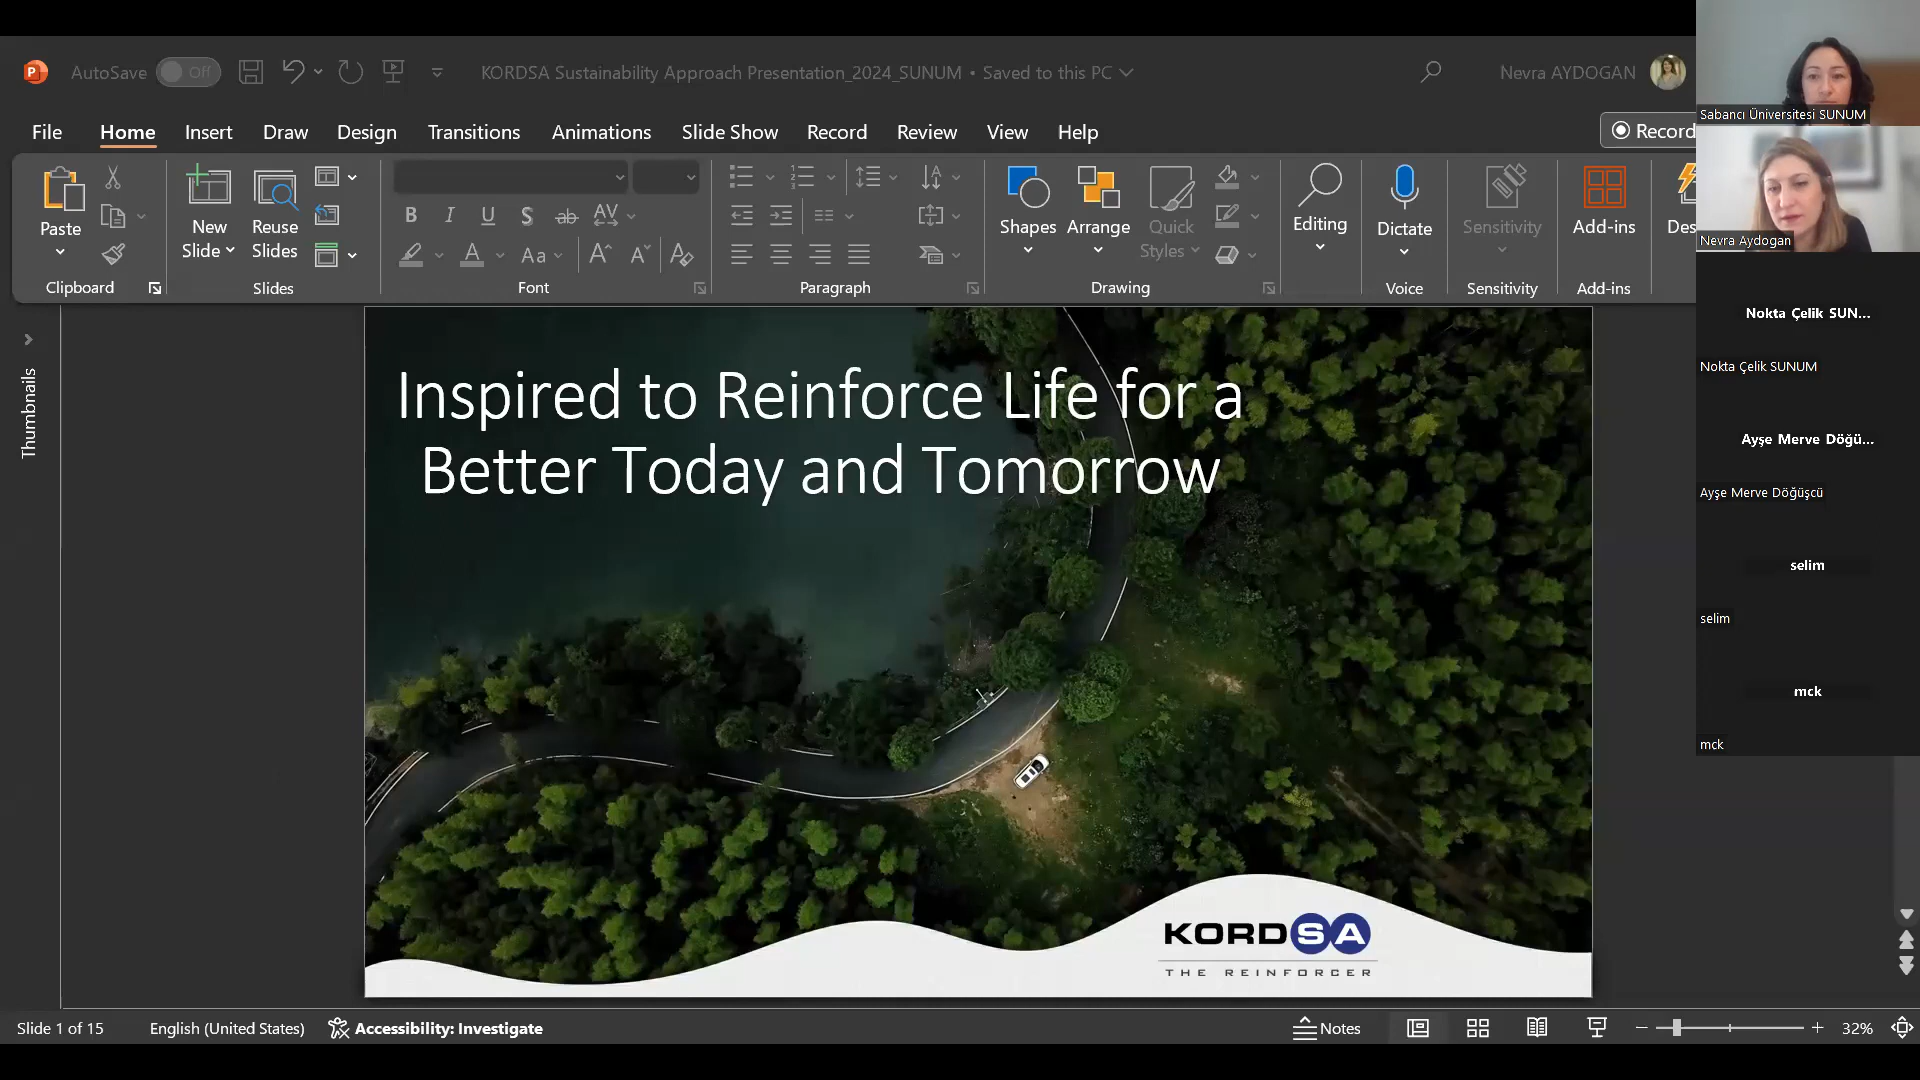 AutoSave Off
KORDSA Sustainability Approach Presentation_2024_SUNUM • Saved to this PC
Nevra AYDOGAN
File Home Insert Draw Design Transitions Animations Slide Show Record Review View Help
Record
Paste
Clipboard
New
Slide
Reuse
Slides
Slides
B I U S ab AV
A Aa A A A
Font
Paragraph
Shapes
Arrange
Quick
Styles
Drawing
Editing
Dictate
Voice
Sensitivity
Sensitivity
Add-ins
Add-ins
Des
Thumbnails
Inspired to Reinforce Life for a
Better Today and Tomorrow
KORDSA
THE REINFORCER
Sabancı Üniversitesi SUNUM
Nevra Aydogan
Nokta Çelik SUN...
Nokta Çelik SUNUM
Ayşe Merve Döğü...
Ayşe Merve Döğüşcü
selim
selim
mck
mck
Slide 1 of 15
English (United States)
Accessibility: Investigate
Notes
32%